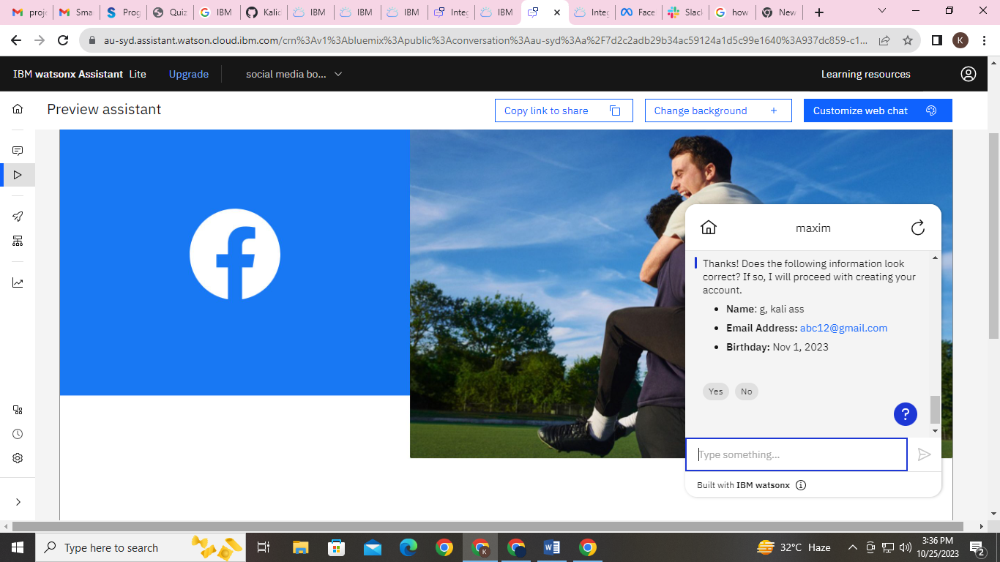 proje
Sma
Prog
Quiz
IBM
Kalid
IBM
IBM
IBM
Integ
IBM
Integ
Face
Slack
how
New
au-syd.assistant.watson.cloud.ibm.com/crn%3Av1%3Abluemix%3Apublic%3Aconversation%3Aau-syd%3Aa%2F7d2c2adb29b34ac59124a1d5c99e1640%3A937dc859-c1...
K
IBM watsonx Assistant Lite
Upgrade
social media bo...
Learning resources
Preview assistant
Copy link to share
Change background +
Customize web chat
f
maxim
Thanks! Does the following information look
correct? If so, I will proceed with creating your
account.
• Name: g, kali ass
• Email Address: abc12@gmail.com
• Birthday: Nov 1, 2023
Yes No
?
Type something...
Built with IBM watsonx
Type here to search
K
W
32°C Haze
3:36 PM
10/25/2023
2